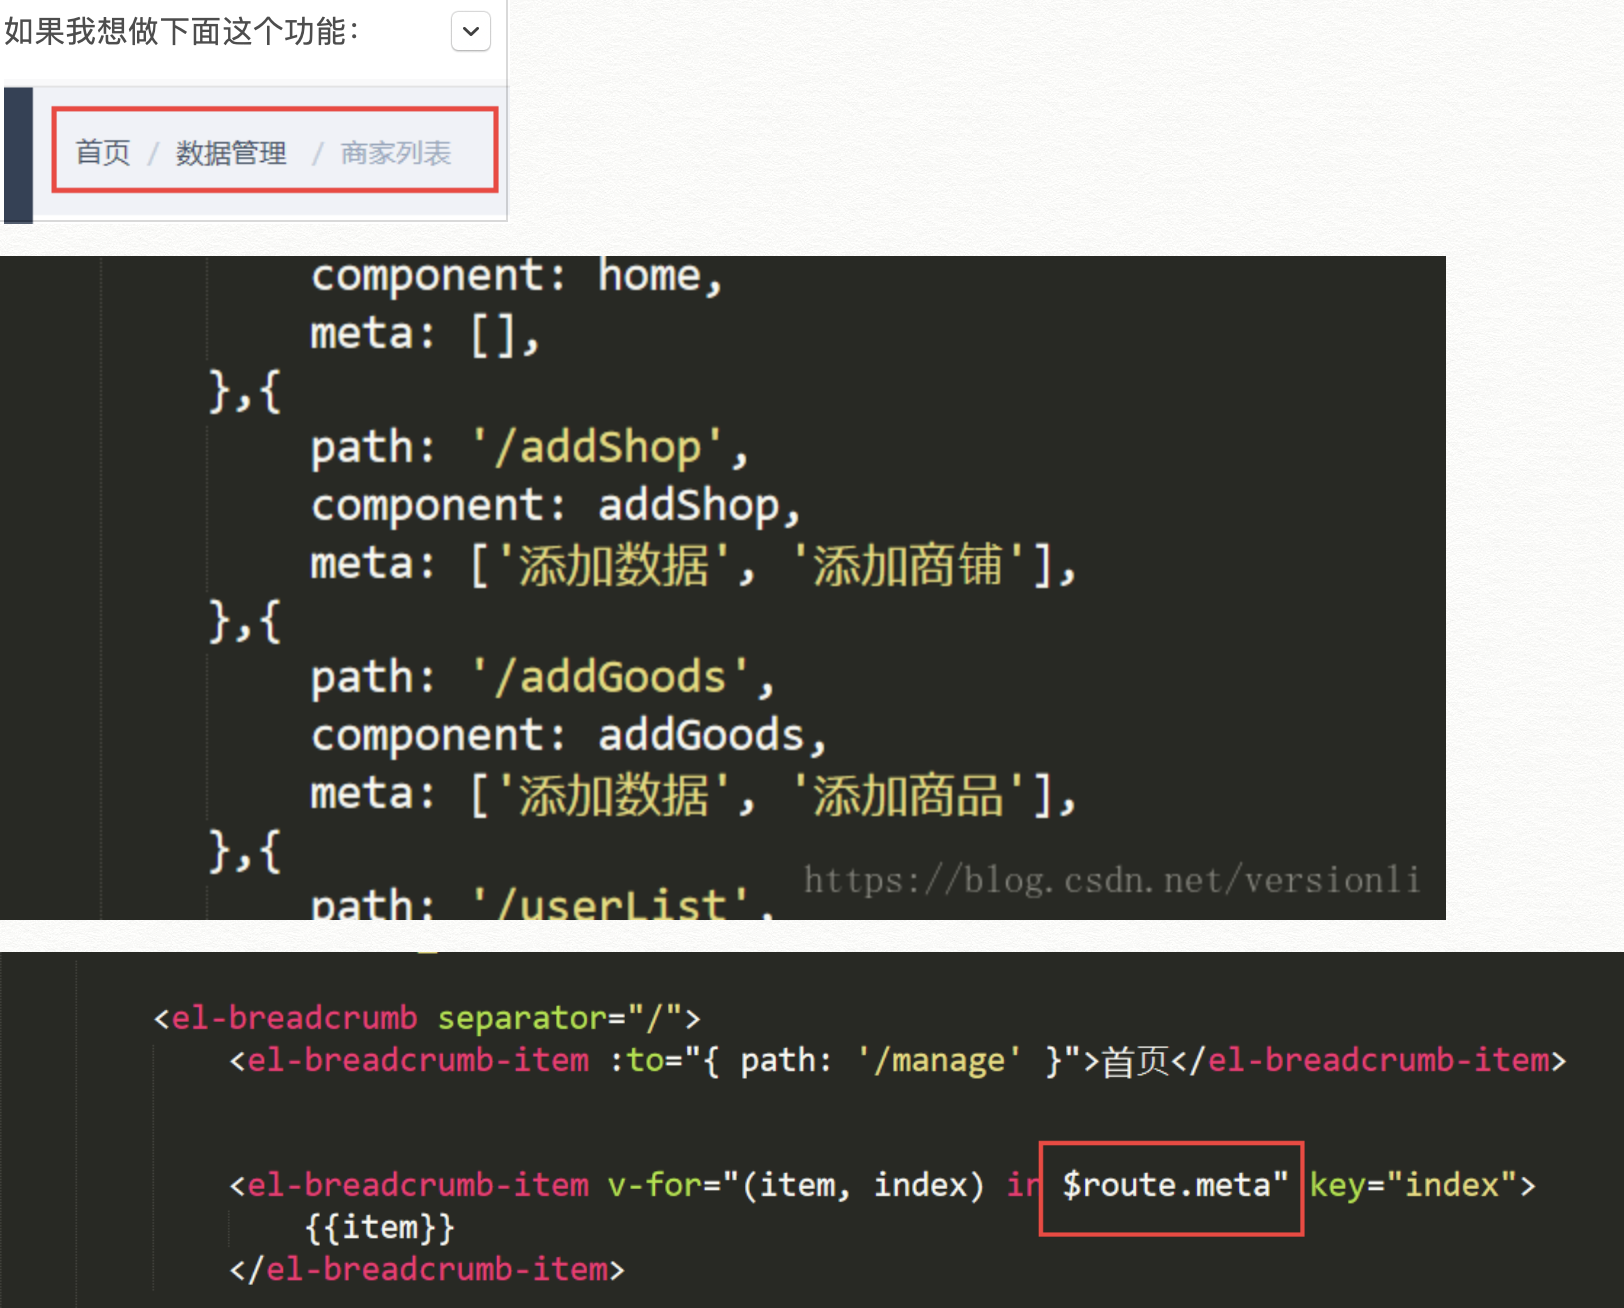 如果我想做下面这个功能：
首页 / 数据管理 / 商家列表
component: home,
meta: [],
},{
path: '/addShop',
component: addShop,
meta: ['添加数据', '添加商铺'],
},{
path: '/addGoods',
component: addGoods,
meta: ['添加数据', '添加商品'],
},{
path: '/userList',
https://blog.csdn.net/versionli
<el-breadcrumb separator="/">
<el-breadcrumb-item :to="{ path: '/manage' }">首页</el-breadcrumb-item>
<el-breadcrumb-item v-for="(item, index) in $route.meta" key="index">
{{item}}
</el-breadcrumb-item>